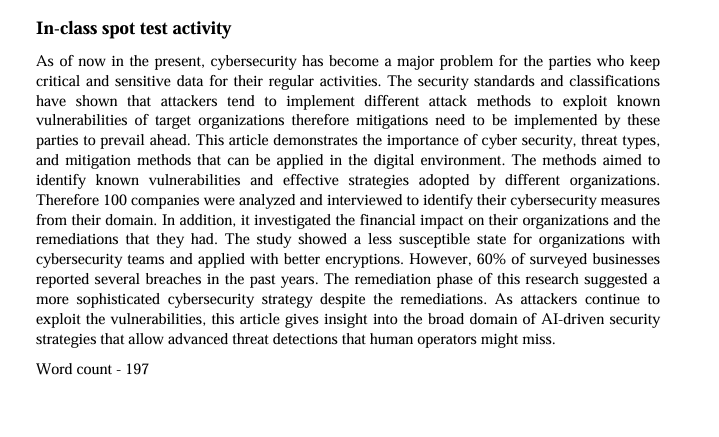 In-class spot test activity
As of now in the present, cybersecurity has become a major problem for the parties who keep
critical and sensitive data for their regular activities. The security standards and classifications
have shown that attackers tend to implement different attack methods to exploit known
vulnerabilities of target organizations therefore mitigations need to be implemented by these
parties to prevail ahead. This article demonstrates the importance of cyber security, threat types,
and mitigation methods that can be applied in the digital environment. The methods aimed to
identify known vulnerabilities and effective strategies adopted by different organizations.
Therefore 100 companies were analyzed and interviewed to identify their cybersecurity measures
from their domain. In addition, it investigated the financial impact on their organizations and the
remediations that they had. The study showed a less susceptible state for organizations with
cybersecurity teams and applied with better encryptions. However, 60% of surveyed businesses
reported several breaches in the past years. The remediation phase of this research suggested a
more sophisticated cybersecurity strategy despite the remediations. As attackers continue to
exploit the vulnerabilities, this article gives insight into the broad domain of AI-driven security
strategies that allow advanced threat detections that human operators might miss.
Word count - 197